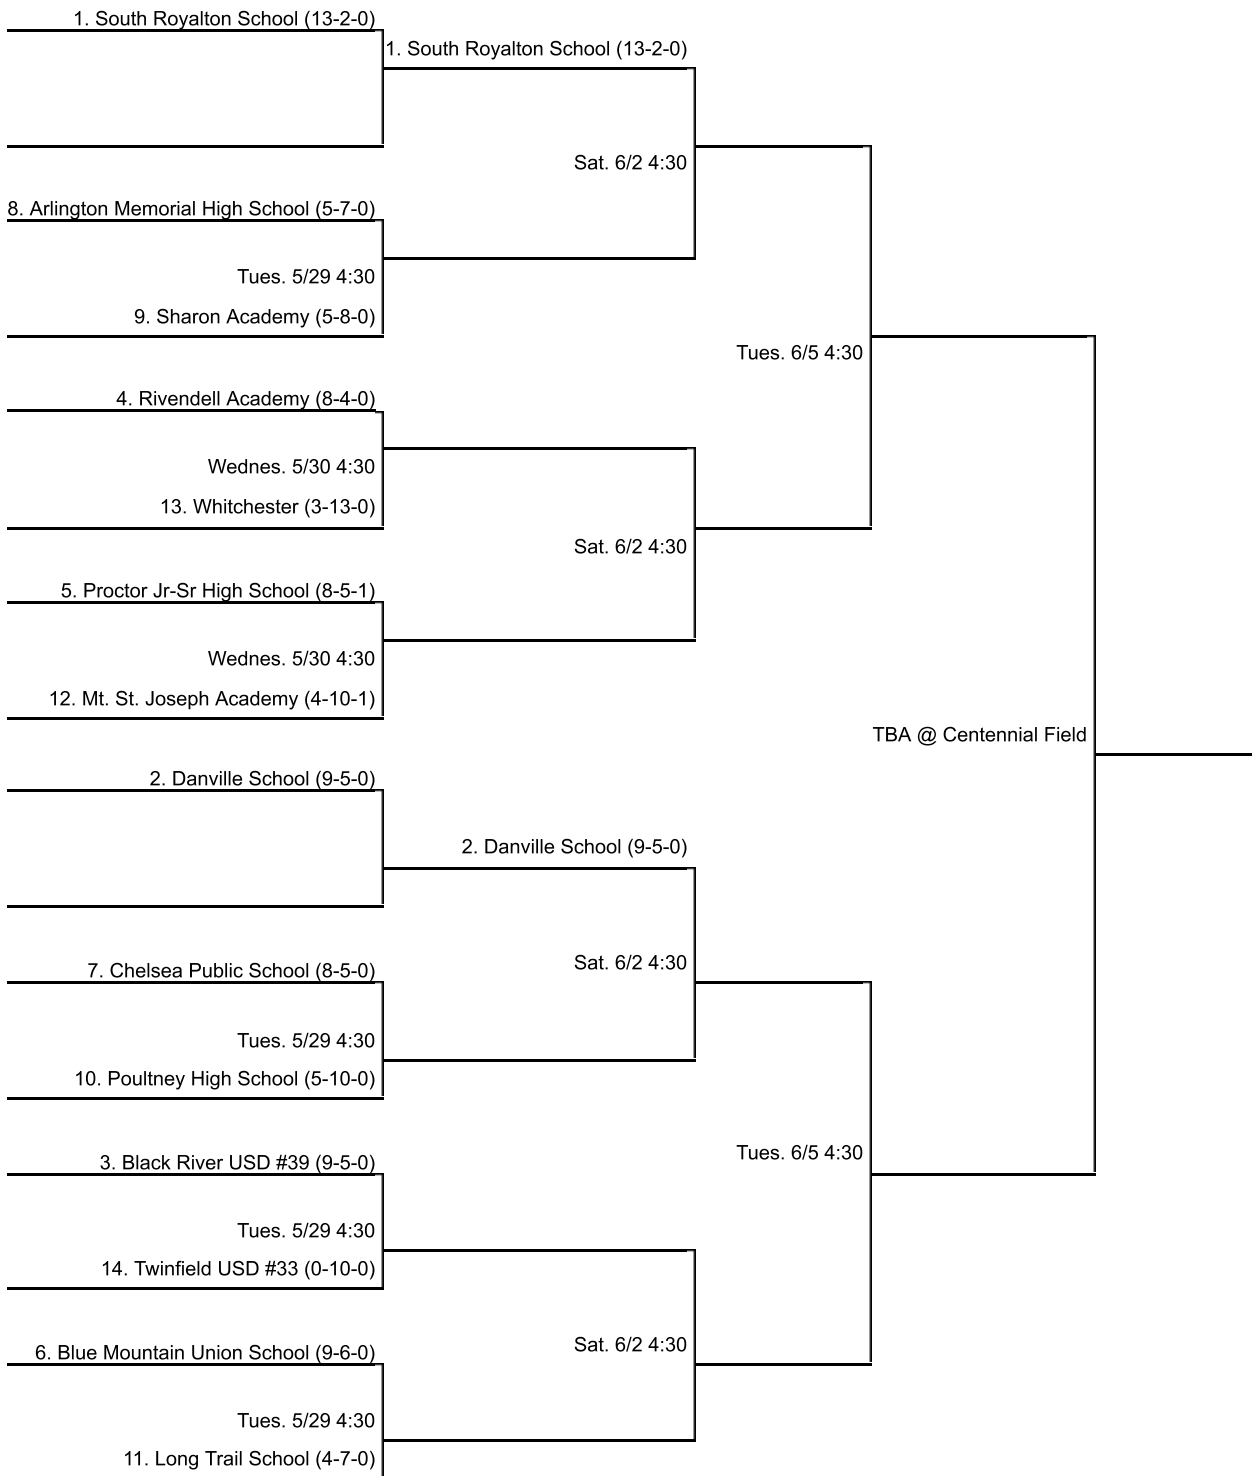 1. South Royalton School (13-2-0)
1. South Royalton School (13-2-0)
Sat. 6/2 4:30
8. Arlington Memorial High School (5-7-0)
Tues. 5/29 4:30
9. Sharon Academy (5-8-0)
Tues. 6/5 4:30
4. Rivendell Academy (8-4-0)
Wednes. 5/30 4:30
13. Whitchester (3-13-0)
Sat. 6/2 4:30
5. Proctor Jr-Sr High School (8-5-1)
Wednes. 5/30 4:30
12. Mt. St. Joseph Academy (4-10-1)
TBA @ Centennial Field
2. Danville School (9-5-0)
2. Danville School (9-5-0)
Sat. 6/2 4:30
7. Chelsea Public School (8-5-0)
Tues. 5/29 4:30
10. Poultney High School (5-10-0)
Tues. 6/5 4:30
3. Black River USD #39 (9-5-0)
Tues. 5/29 4:30
14. Twinfield USD #33 (0-10-0)
Sat. 6/2 4:30
6. Blue Mountain Union School (9-6-0)
Tues. 5/29 4:30
11. Long Trail School (4-7-0)